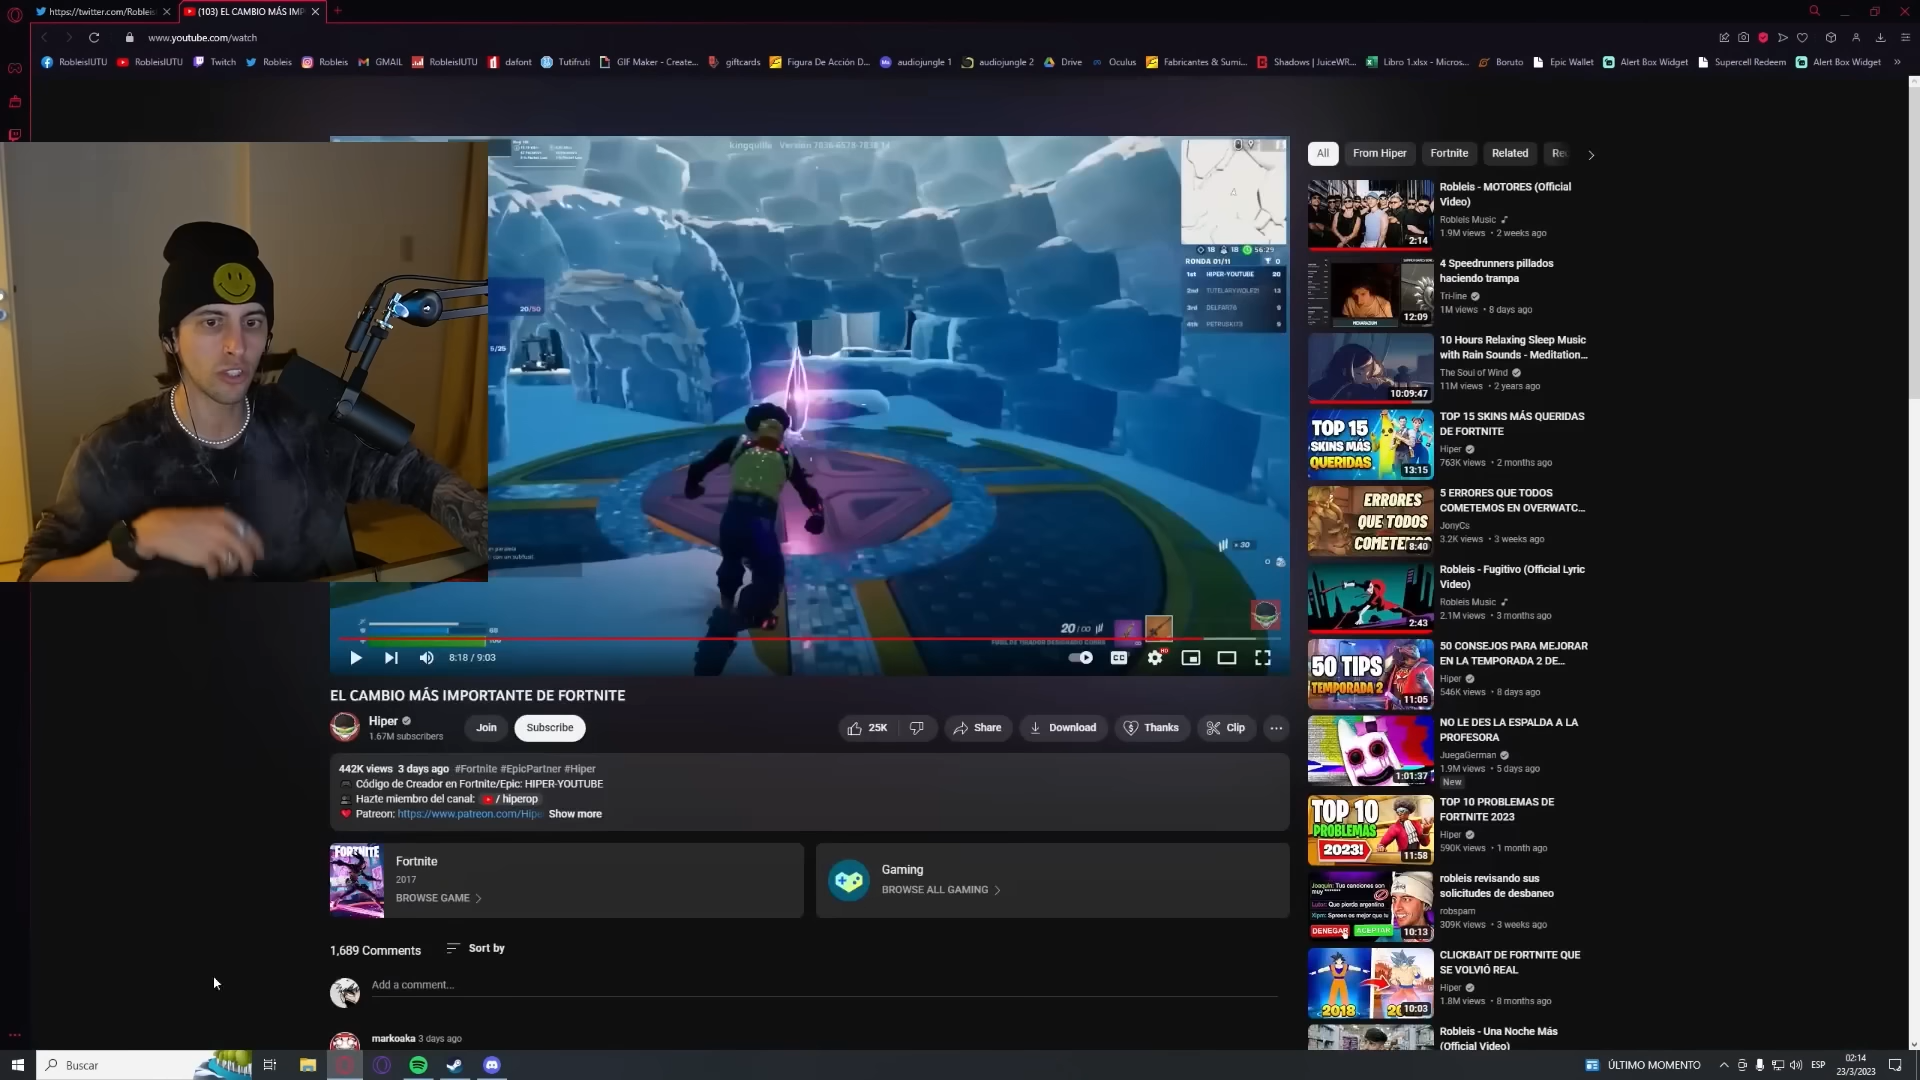 https://twitter.com/Robleis
(103) EL CAMBIO MÁS IMP
www.youtube.com/watch
RobleisIUTU
RobleisIUTU
Twitch
Robleis
Robleis
GMAIL
RobleisIUTU
dafont
Tutifruti
GIF Maker - Create...
giftcards
Figura De Acción D...
audiojungle 1
audiojungle 2
Drive
Oculus
Fabricantes & Sumi...
Shadows | JuiceWR...
Libro 1.xlsx - Micros...
Boruto
Epic Wallet
Alert Box Widget
Supercell Redeem
Alert Box Widget
RONDA 01/11
1st HIPER-YOUTUBE 20
20/50
8:18 / 9:03
EL CAMBIO MÁS IMPORTANTE DE FORTNITE
Hiper
1.67M subscribers
Join
Subscribe
25K
Share
Download
Thanks
Clip
442K views 3 days ago #Fortnite #EpicPartner #Hiper
Código de Creador en Fortnite/Epic: HIPER-YOUTUBE
Hazte miembro del canal: / hiperop
Patreon: https://www.patreon.com/Hipe Show more
Fortnite
2017
BROWSE GAME
Gaming
BROWSE ALL GAMING
1,689 Comments
Sort by
Add a comment...
markoaka 3 days ago
All
From Hiper
Fortnite
Related
Rec
Robleis - MOTORES (Official
Video)
Robleis Music
1.9M views • 2 weeks ago
2:14
4 Speedrunners pillados
haciendo trampa
Tri-line
1M views • 8 days ago
12:09
10 Hours Relaxing Sleep Music
with Rain Sounds - Meditation...
The Soul of Wind
11M views • 2 years ago
10:09:47
TOP 15 SKINS MÁS QUERIDAS
DE FORTNITE
Hiper
763K views • 2 months ago
TOP 15
SKINS MÁS
QUERIDAS
13:15
5 ERRORES QUE TODOS
COMETEMOS EN OVERWATC...
JonyCs
3.2K views • 3 weeks ago
ERRORES
QUE TODOS
COMETEMOS
8:40
Robleis - Fugitivo (Official Lyric
Video)
Robleis Music
2.1M views • 3 months ago
2:43
50 CONSEJOS PARA MEJORAR
EN LA TEMPORADA 2 DE...
Hiper
546K views • 8 days ago
50 TIPS
TEMPORADA 2
11:05
NO LE DES LA ESPALDA A LA
PROFESORA
JuegaGerman
1.9M views • 5 days ago
New
1:01:37
TOP 10 PROBLEMAS DE
FORTNITE 2023
Hiper
590K views • 1 month ago
TOP 10
PROBLEMAS
2023!
11:58
robleis revisando sus
solicitudes de desbaneo
robspam
309K views • 3 weeks ago
Joaquin: Tus canciones son
muy *******
DENEGAR
ACEPTAR
10:13
CLICKBAIT DE FORTNITE QUE
SE VOLVIÓ REAL
Hiper
1.8M views • 8 months ago
2018
10:03
Robleis - Una Noche Más
(Official Video)
Buscar
ÚLTIMO MOMENTO
ESP
02:14
23/3/2023